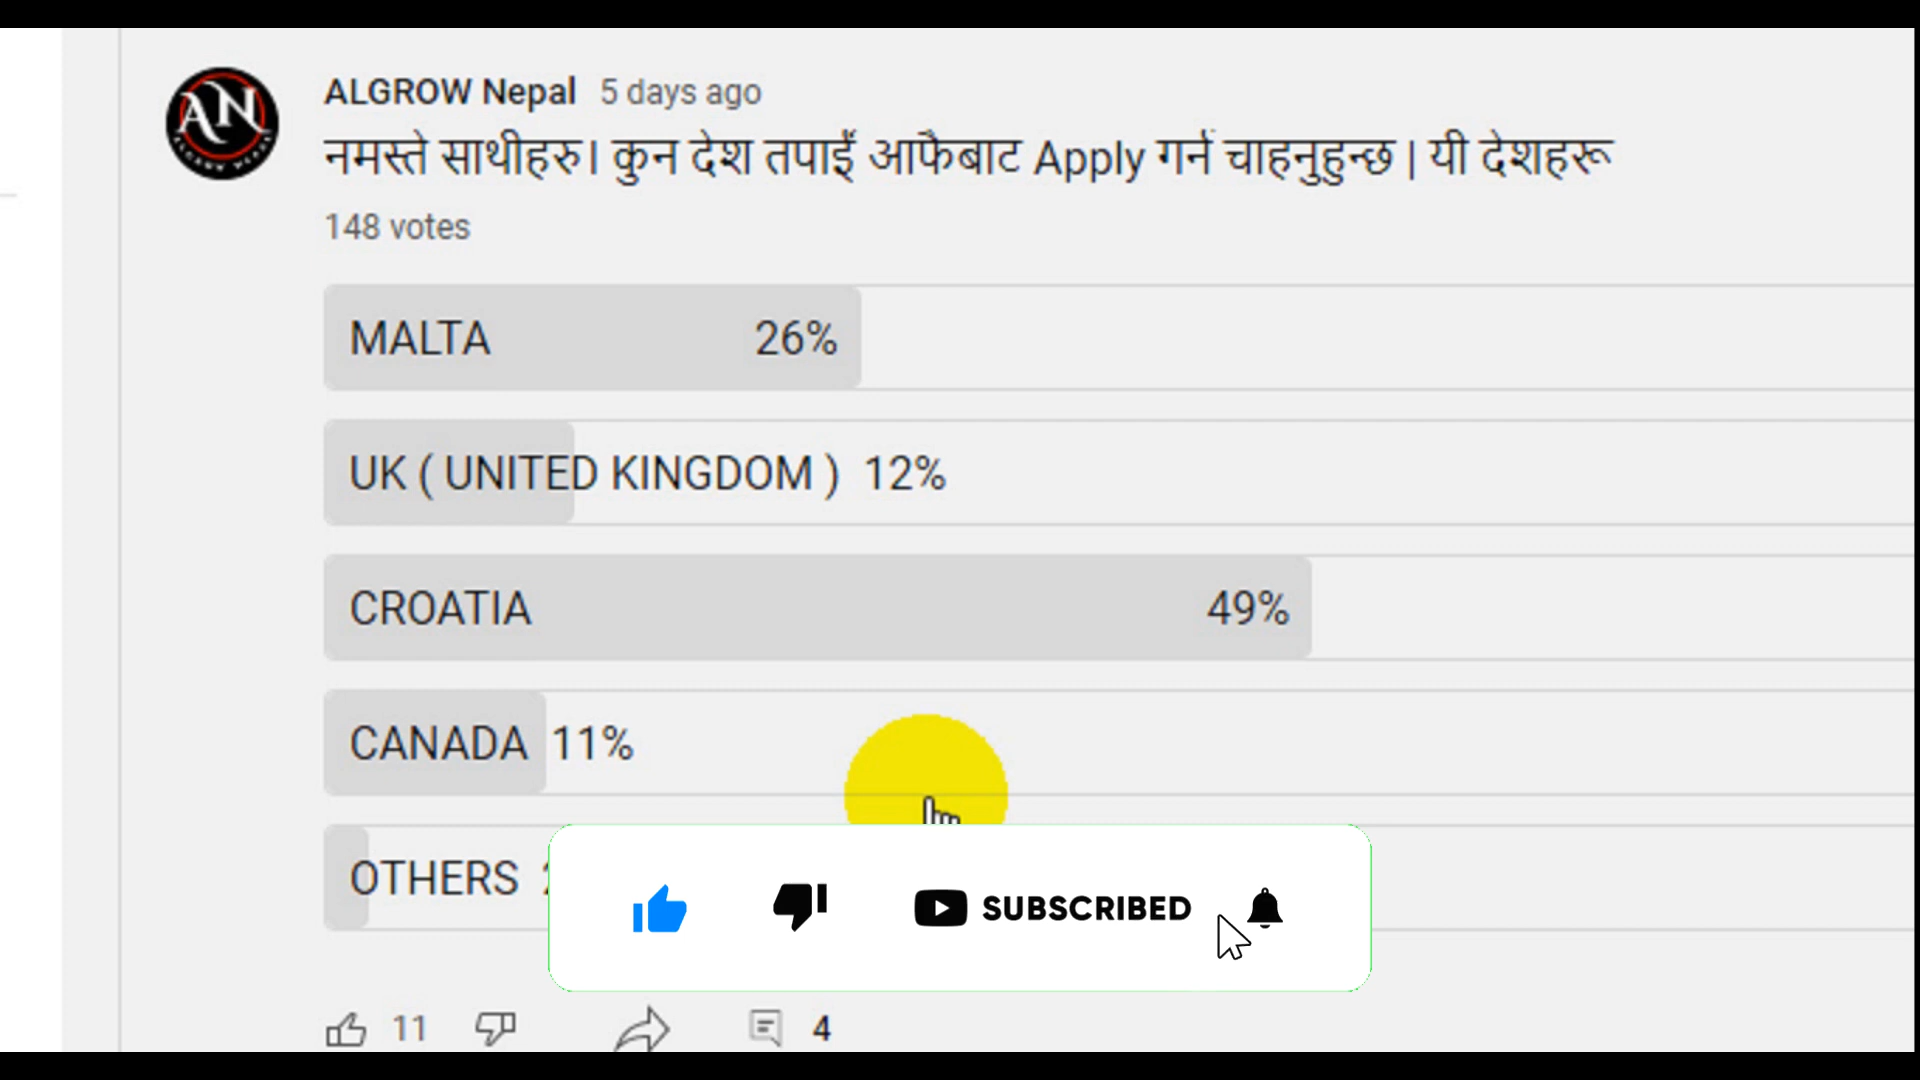 AN
ALGROW Nepal 5 days ago
नमस्ते साथीहरु। कुन देश तपाईं आफैबाट Apply गर्न चाहनुहुन्छ | यी देशहरू
148 votes
MALTA 26%
UK ( UNITED KINGDOM ) 12%
CROATIA 49%
CANADA 11%
OTHERS
SUBSCRIBED
11 4